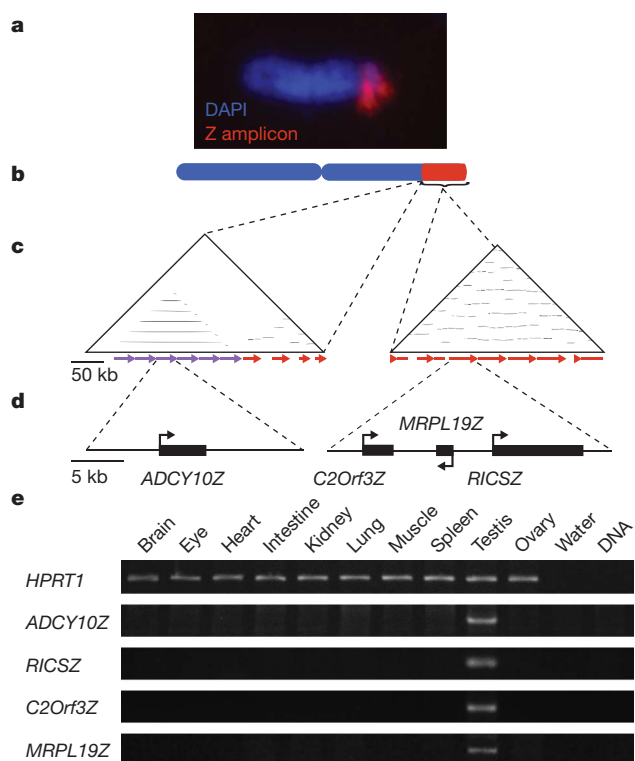 a
DAPI
Z amplicon
b
c
50 kb
d
MRPL19Z
5 kb
ADCY10Z
C2Orf3Z
RICSZ
e
Brain Eye Heart Intestine Kidney Lung Muscle Spleen Testis Ovary Water DNA
HPRT1
ADCY10Z
RICSZ
C2Orf3Z
MRPL19Z